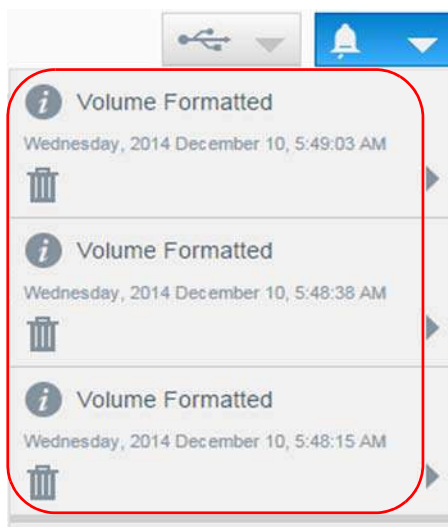 Volume Formatted
Wednesday, 2014 December 10, 5:49:03 AM
Volume Formatted
Wednesday, 2014 December 10, 5:48:38 AM
Volume Formatted
Wednesday, 2014 December 10, 5:48:15 AM